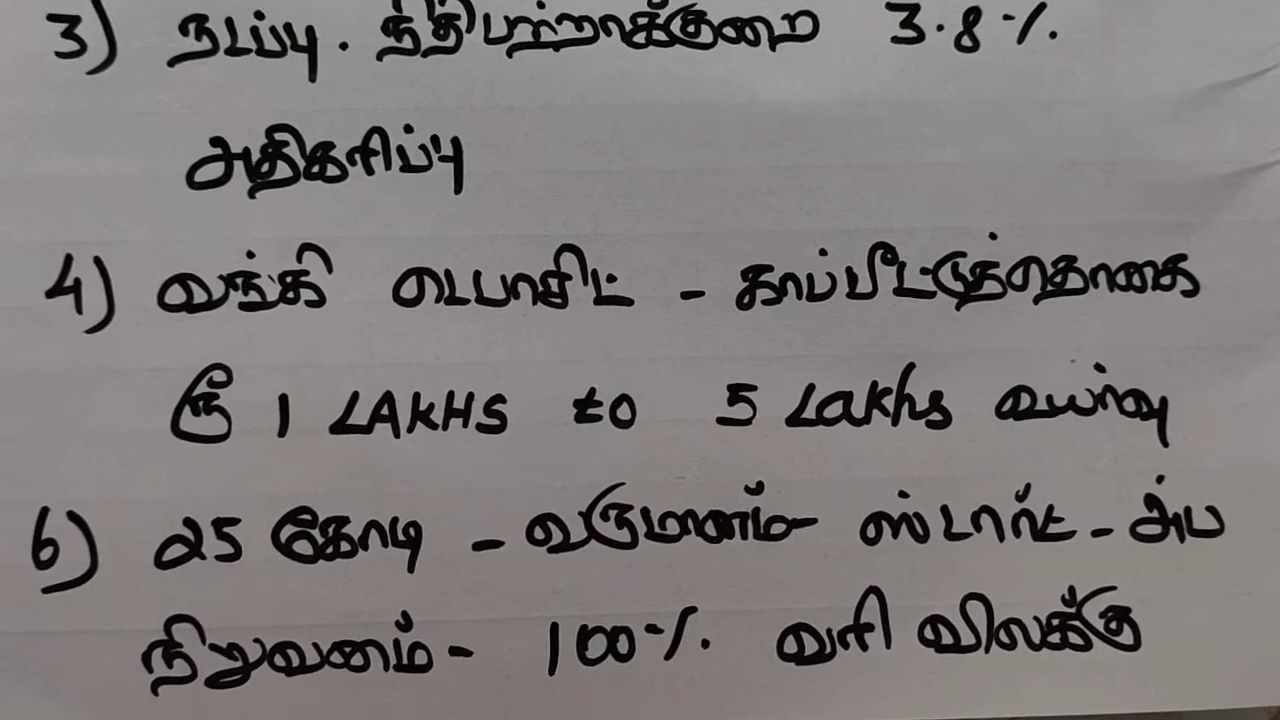 3) நடப்பு. நிதி பற்றாக்குறை 3.8%.
அதிகரிப்பு
4) வங்கி டெபாசிட் - காப்பீட்டுத்தொகை
ரூ 1 LAKHS to 5 Lakhs உயர்வு
6) 25 கோடி - வருமானம் ஸ்டார்ட் - அப்
நிறுவனம் - 100%. வரி விலக்கு